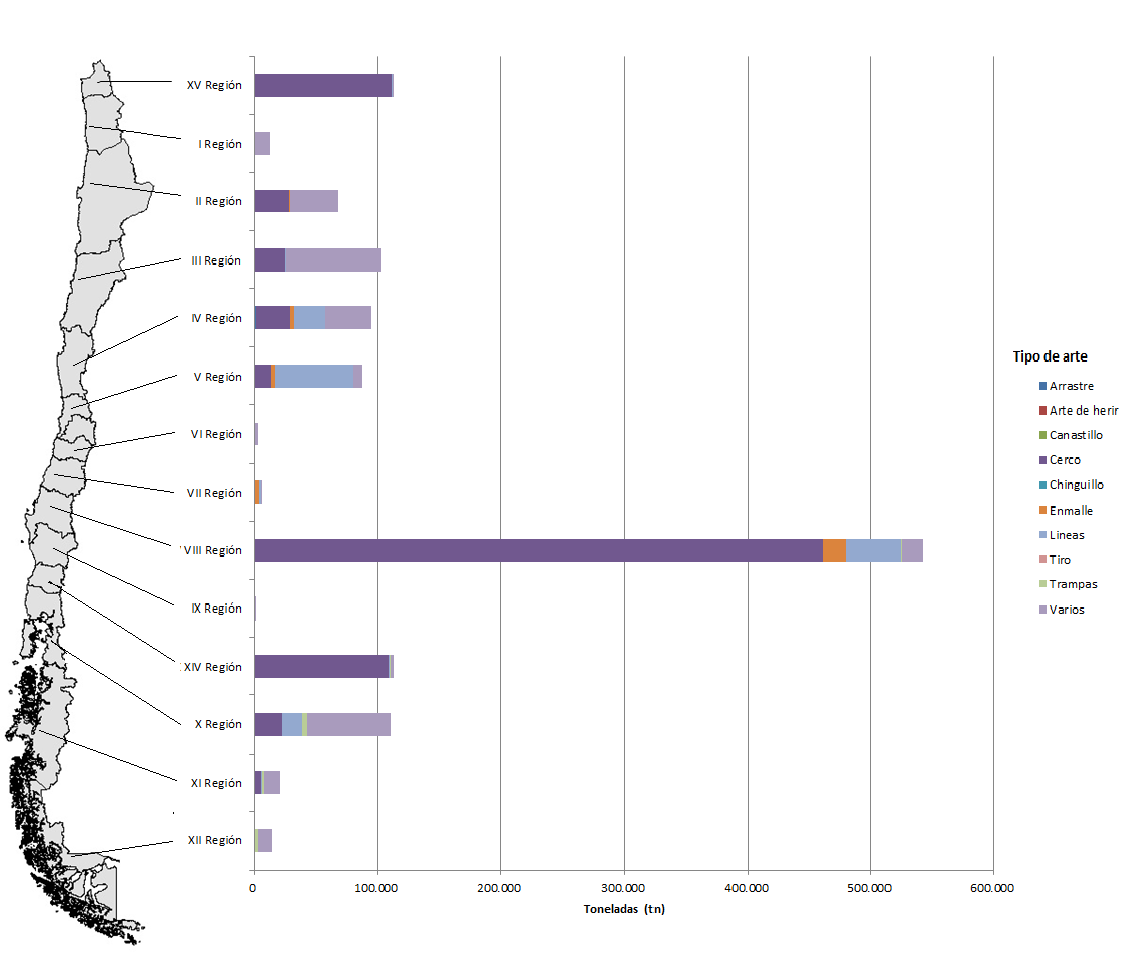 XV Región
I Región
II Región
III Región
IV Región
V Región
VI Región
VII Región
VIII Región
IX Región
XIV Región
X Región
XI Región
XII Región
0 100.000 200.000 300.000 400.000 500.000 600.000
Toneladas (tn)
Tipo de arte
Arrastre
Arte de herir
Canastillo
Cerco
Chinguillo
Enmalle
Lineas
Tiro
Trampas
Varios